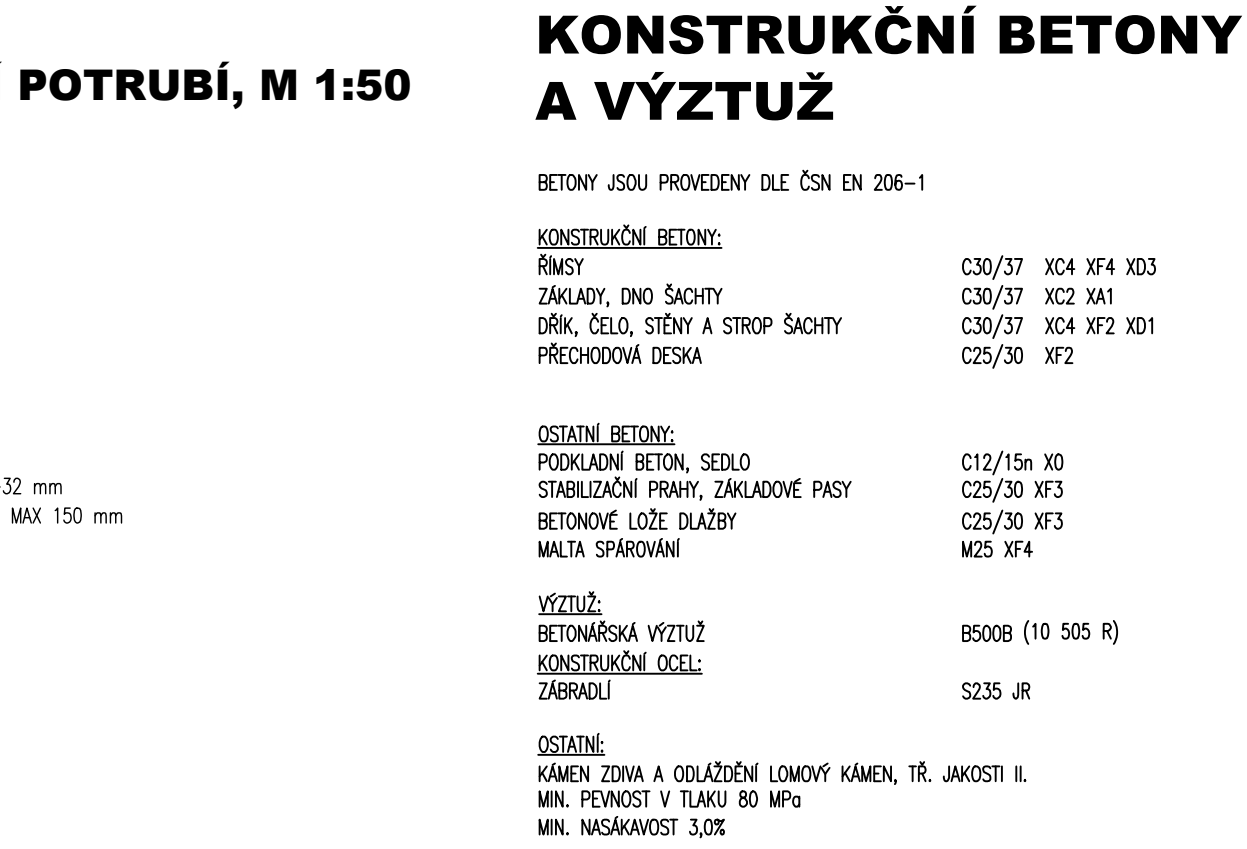 POTRUBÍ, M 1:50
32 mm
MAX 150 mm
KONSTRUKČNÍ BETONY
A VÝZTUŽ
BETONY JSOU PROVEDENY DLE ČSN EN 206-1
KONSTRUKČNÍ BETONY:
ŘÍMSY C30/37 XC4 XF4 XD3
ZÁKLADY, DNO ŠACHTY C30/37 XC2 XA1
DŘÍK, ČELO, STĚNY A STROP ŠACHTY C30/37 XC4 XF2 XD1
PŘECHODOVÁ DESKA C25/30 XF2
OSTATNÍ BETONY:
PODKLADNÍ BETON, SEDLO C12/15n X0
STABILIZAČNÍ PRAHY, ZÁKLADOVÉ PASY C25/30 XF3
BETONOVÉ LOŽE DLAŽBY C25/30 XF3
MALTA SPÁROVÁNÍ M25 XF4
VÝZTUŽ:
BETONÁŘSKÁ VÝZTUŽ B500B (10 505 R)
KONSTRUKČNÍ OCEL:
ZÁBRADLÍ S235 JR
OSTATNÍ:
KÁMEN ZDIVA A ODLÁŽDĚNÍ LOMOVÝ KÁMEN, TŘ. JAKOSTI II.
MIN. PEVNOST V TLAKU 80 MPa
MIN. NASÁKAVOST 3,0%